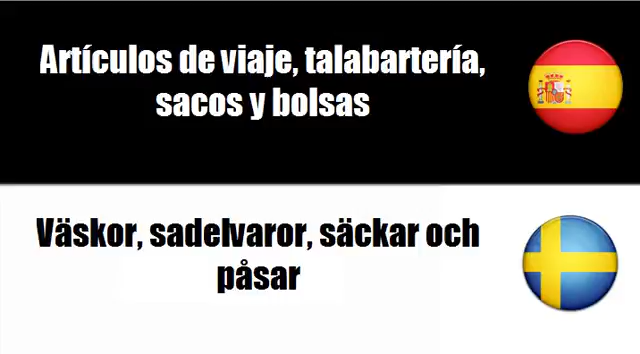 Artículos de viaje, talabartería,
sacos y bolsas
Väskor, sadelvaror, säckar och
påsar